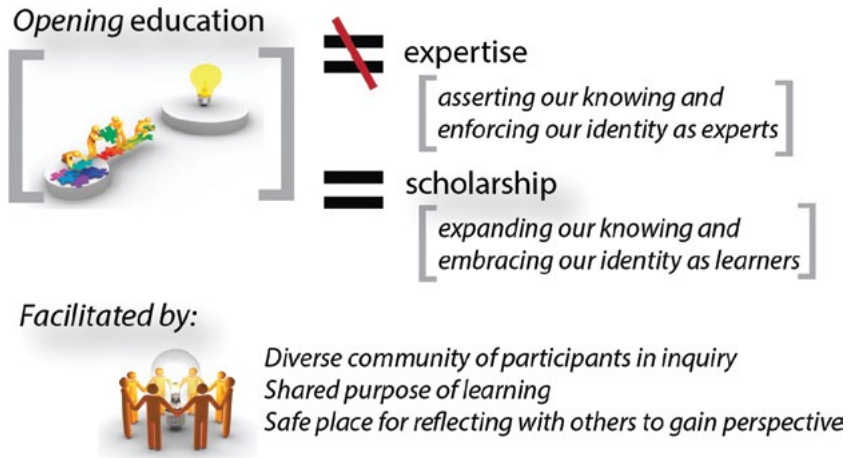 Opening education
expertise
asserting our knowing and
enforcing our identity as experts
scholarship
expanding our knowing and
embracing our identity as learners
Facilitated by:
Diverse community of participants in inquiry
Shared purpose of learning
Safe place for reflecting with others to gain perspective